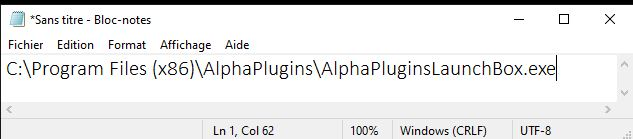 *Sans titre - Bloc-notes
Fichier Edition Format Affichage Aide
C:\Program Files (x86)\AlphaPlugins\AlphaPluginsLaunchBox.exe
Ln 1, Col 62 100% Windows (CRLF) UTF-8